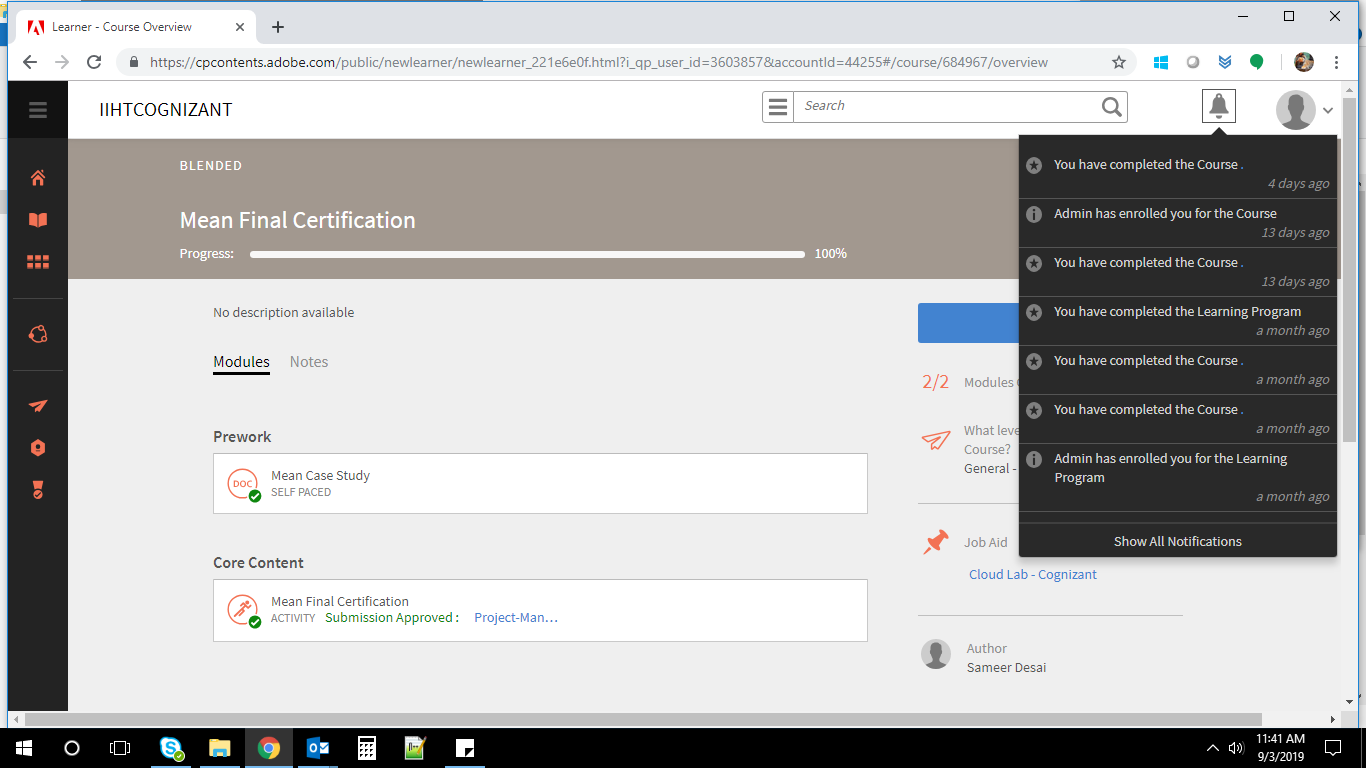 Learner - Course Overview
https://cpcontents.adobe.com/public/newlearner/newlearner_221e6e0f.html?i_qp_user_id=3603857&accountId=44255#/course/684967/overview
IIHTCOGNIZANT
Search
BLENDED
Mean Final Certification
Progress:
100%
No description available
Modules
Notes
Prework
DOC
Mean Case Study
SELF PACED
Core Content
Mean Final Certification
ACTIVITY Submission Approved : Project-Man…
2/2
Modules
What
Course?
General -
Job Aid
Cloud Lab - Cognizant
Author
Sameer Desai
You have completed the Course .
4 days ago
Admin has enrolled you for the Course
13 days ago
You have completed the Course .
13 days ago
You have completed the Learning Program
a month ago
You have completed the Course .
a month ago
You have completed the Course .
a month ago
Admin has enrolled you for the Learning
Program
a month ago
Show All Notifications
11:41 AM
9/3/2019